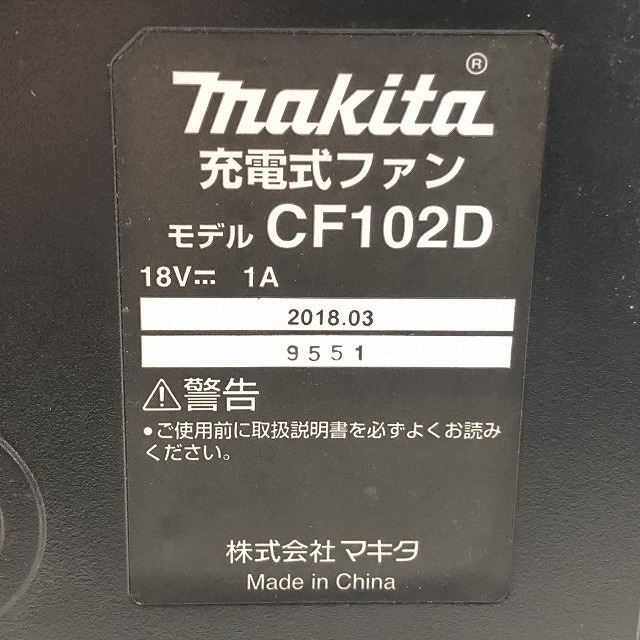 makita®
充電式ファン
モデル CF102D
18V⎓ 1A
2018.03
9551
⚠警告
●ご使用前に取扱説明書を必ずよくお読み
ください。
株式会社 マキタ
Made in China